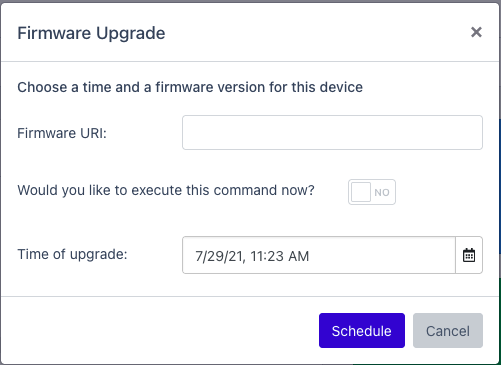 Firmware Upgrade ×
Choose a time and a firmware version for this device
Firmware URI:
Would you like to execute this command now? NO
Time of upgrade: 7/29/21, 11:23 AM
Schedule Cancel